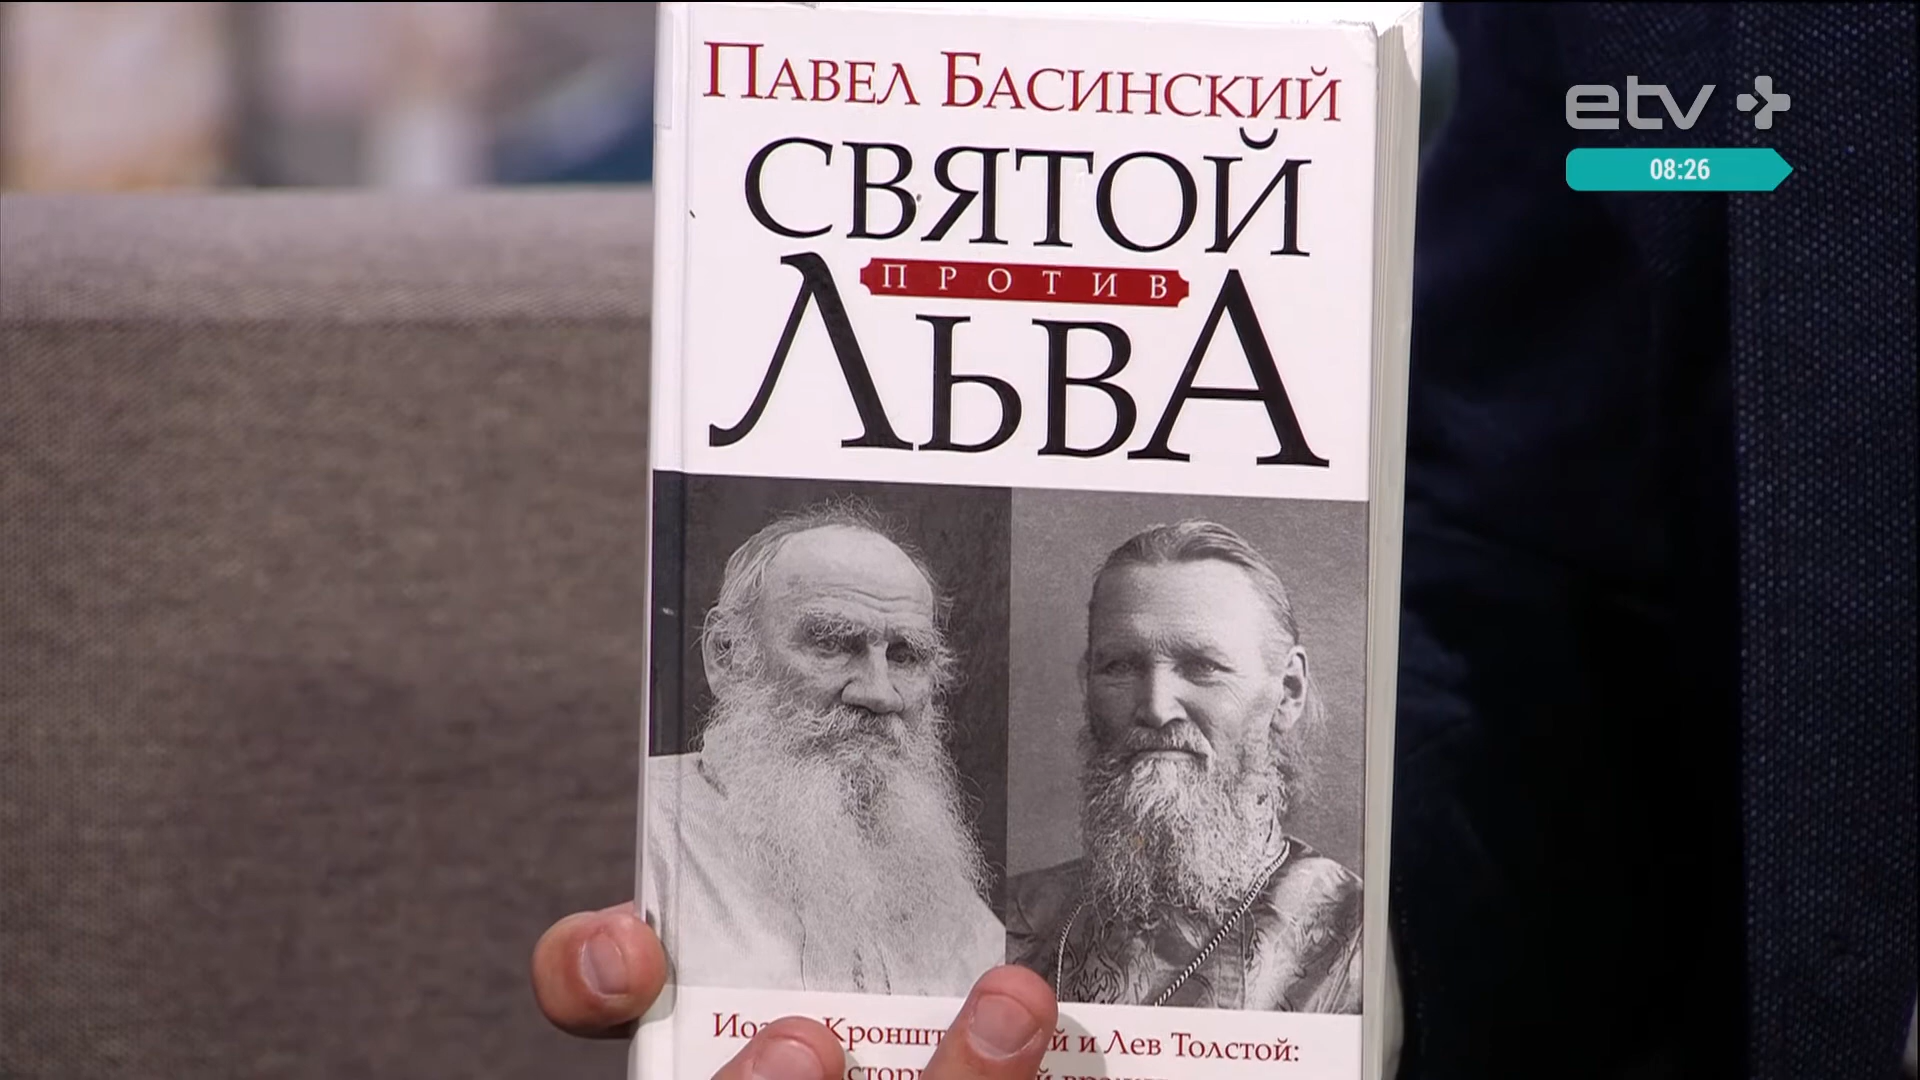 Павел Басинский
СВЯТОЙ
ПРОТИВ
ЛЬВА
и Лев Толстой:
etv+
08:26